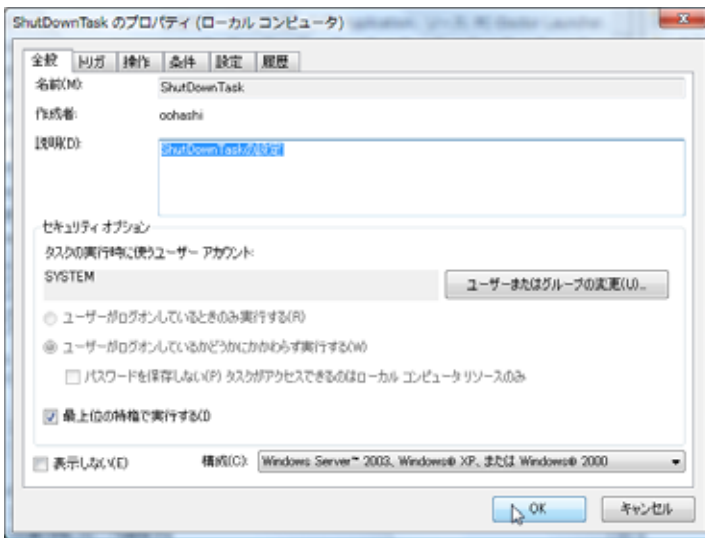 ShutDownTask のプロパティ (ローカル コンピュータ)
全般 トリガ 操作 条件 設定 履歴
名前(M): ShutDownTask
作成者: oohashi
説明(D): ShutDownTaskの設定
セキュリティ オプション
タスクの実行時に使うユーザー アカウント:
SYSTEM ユーザーまたはグループの変更(U)...
ユーザーがログオンしているときのみ実行する(R)
ユーザーがログオンしているかどうかにかかわらず実行する(W)
パスワードを保存しない(P) タスクがアクセスできるのはローカル コンピュータ リソースのみ
最上位の特権で実行する(I)
表示しない(E) 構成(C): Windows Server™ 2003、Windows® XP、または Windows® 2000
OK キャンセル